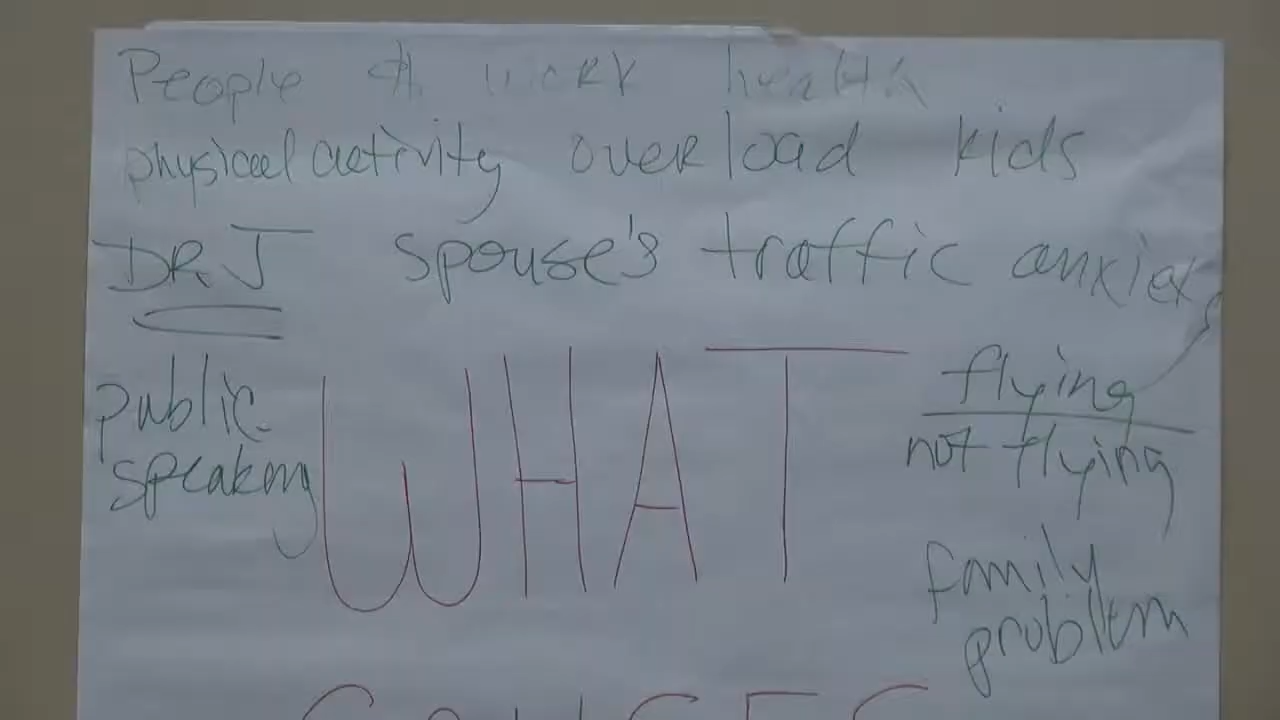 People @ work health
physical activity overload kids
DR J spouse's traffic anxiety
public speaking
WHAT
flying
not flying
family problem